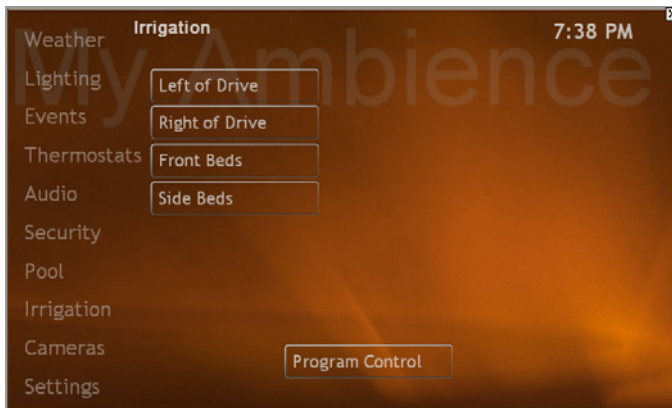 Irrigation
7:38 PM
My Ambience
Weather
Lighting
Events
Thermostats
Audio
Security
Pool
Irrigation
Cameras
Settings
Left of Drive
Right of Drive
Front Beds
Side Beds
Program Control